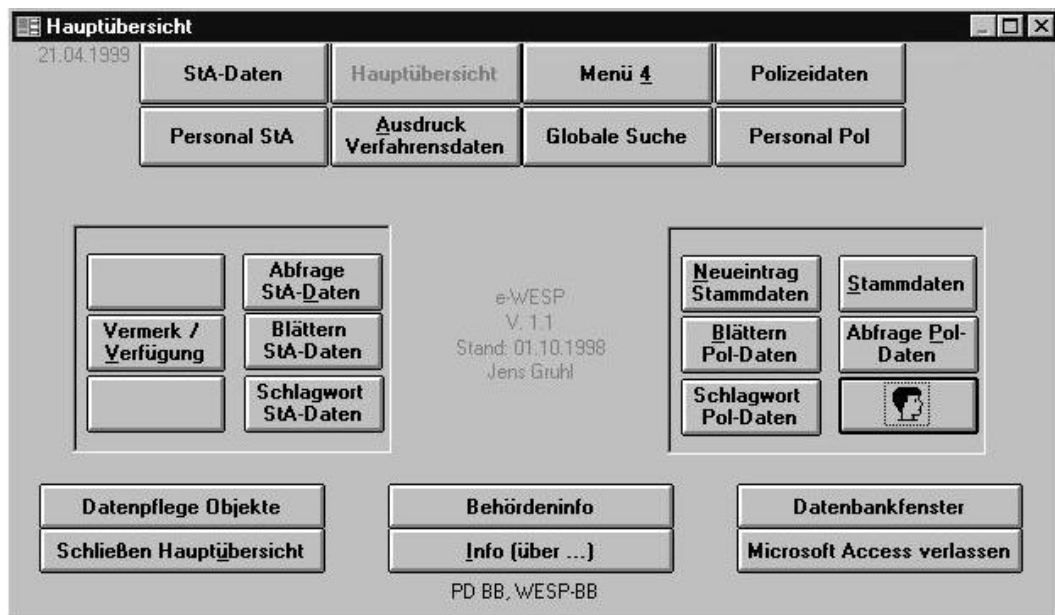 Hauptübersicht
21.04.1999
StA-Daten
Hauptübersicht
Menü 4
Polizeidaten
Personal StA
Ausdruck
Verfahrensdaten
Globale Suche
Personal Pol
Abfrage
StA-Daten
Vermerk /
Verfügung
Blättern
StA-Daten
Schlagwort
StA-Daten
e-WESP
V. 1.1
Stand: 01.10.1998
Jens Gruhl
Neueintrag
Stammdaten
Stammdaten
Blättern
Pol-Daten
Abfrage Pol-
Daten
Schlagwort
Pol-Daten
Datenpflege Objekte
Behördeninfo
Datenbankfenster
Schließen Hauptübersicht
Info (über ...)
Microsoft Access verlassen
PD BB, WESP-BB